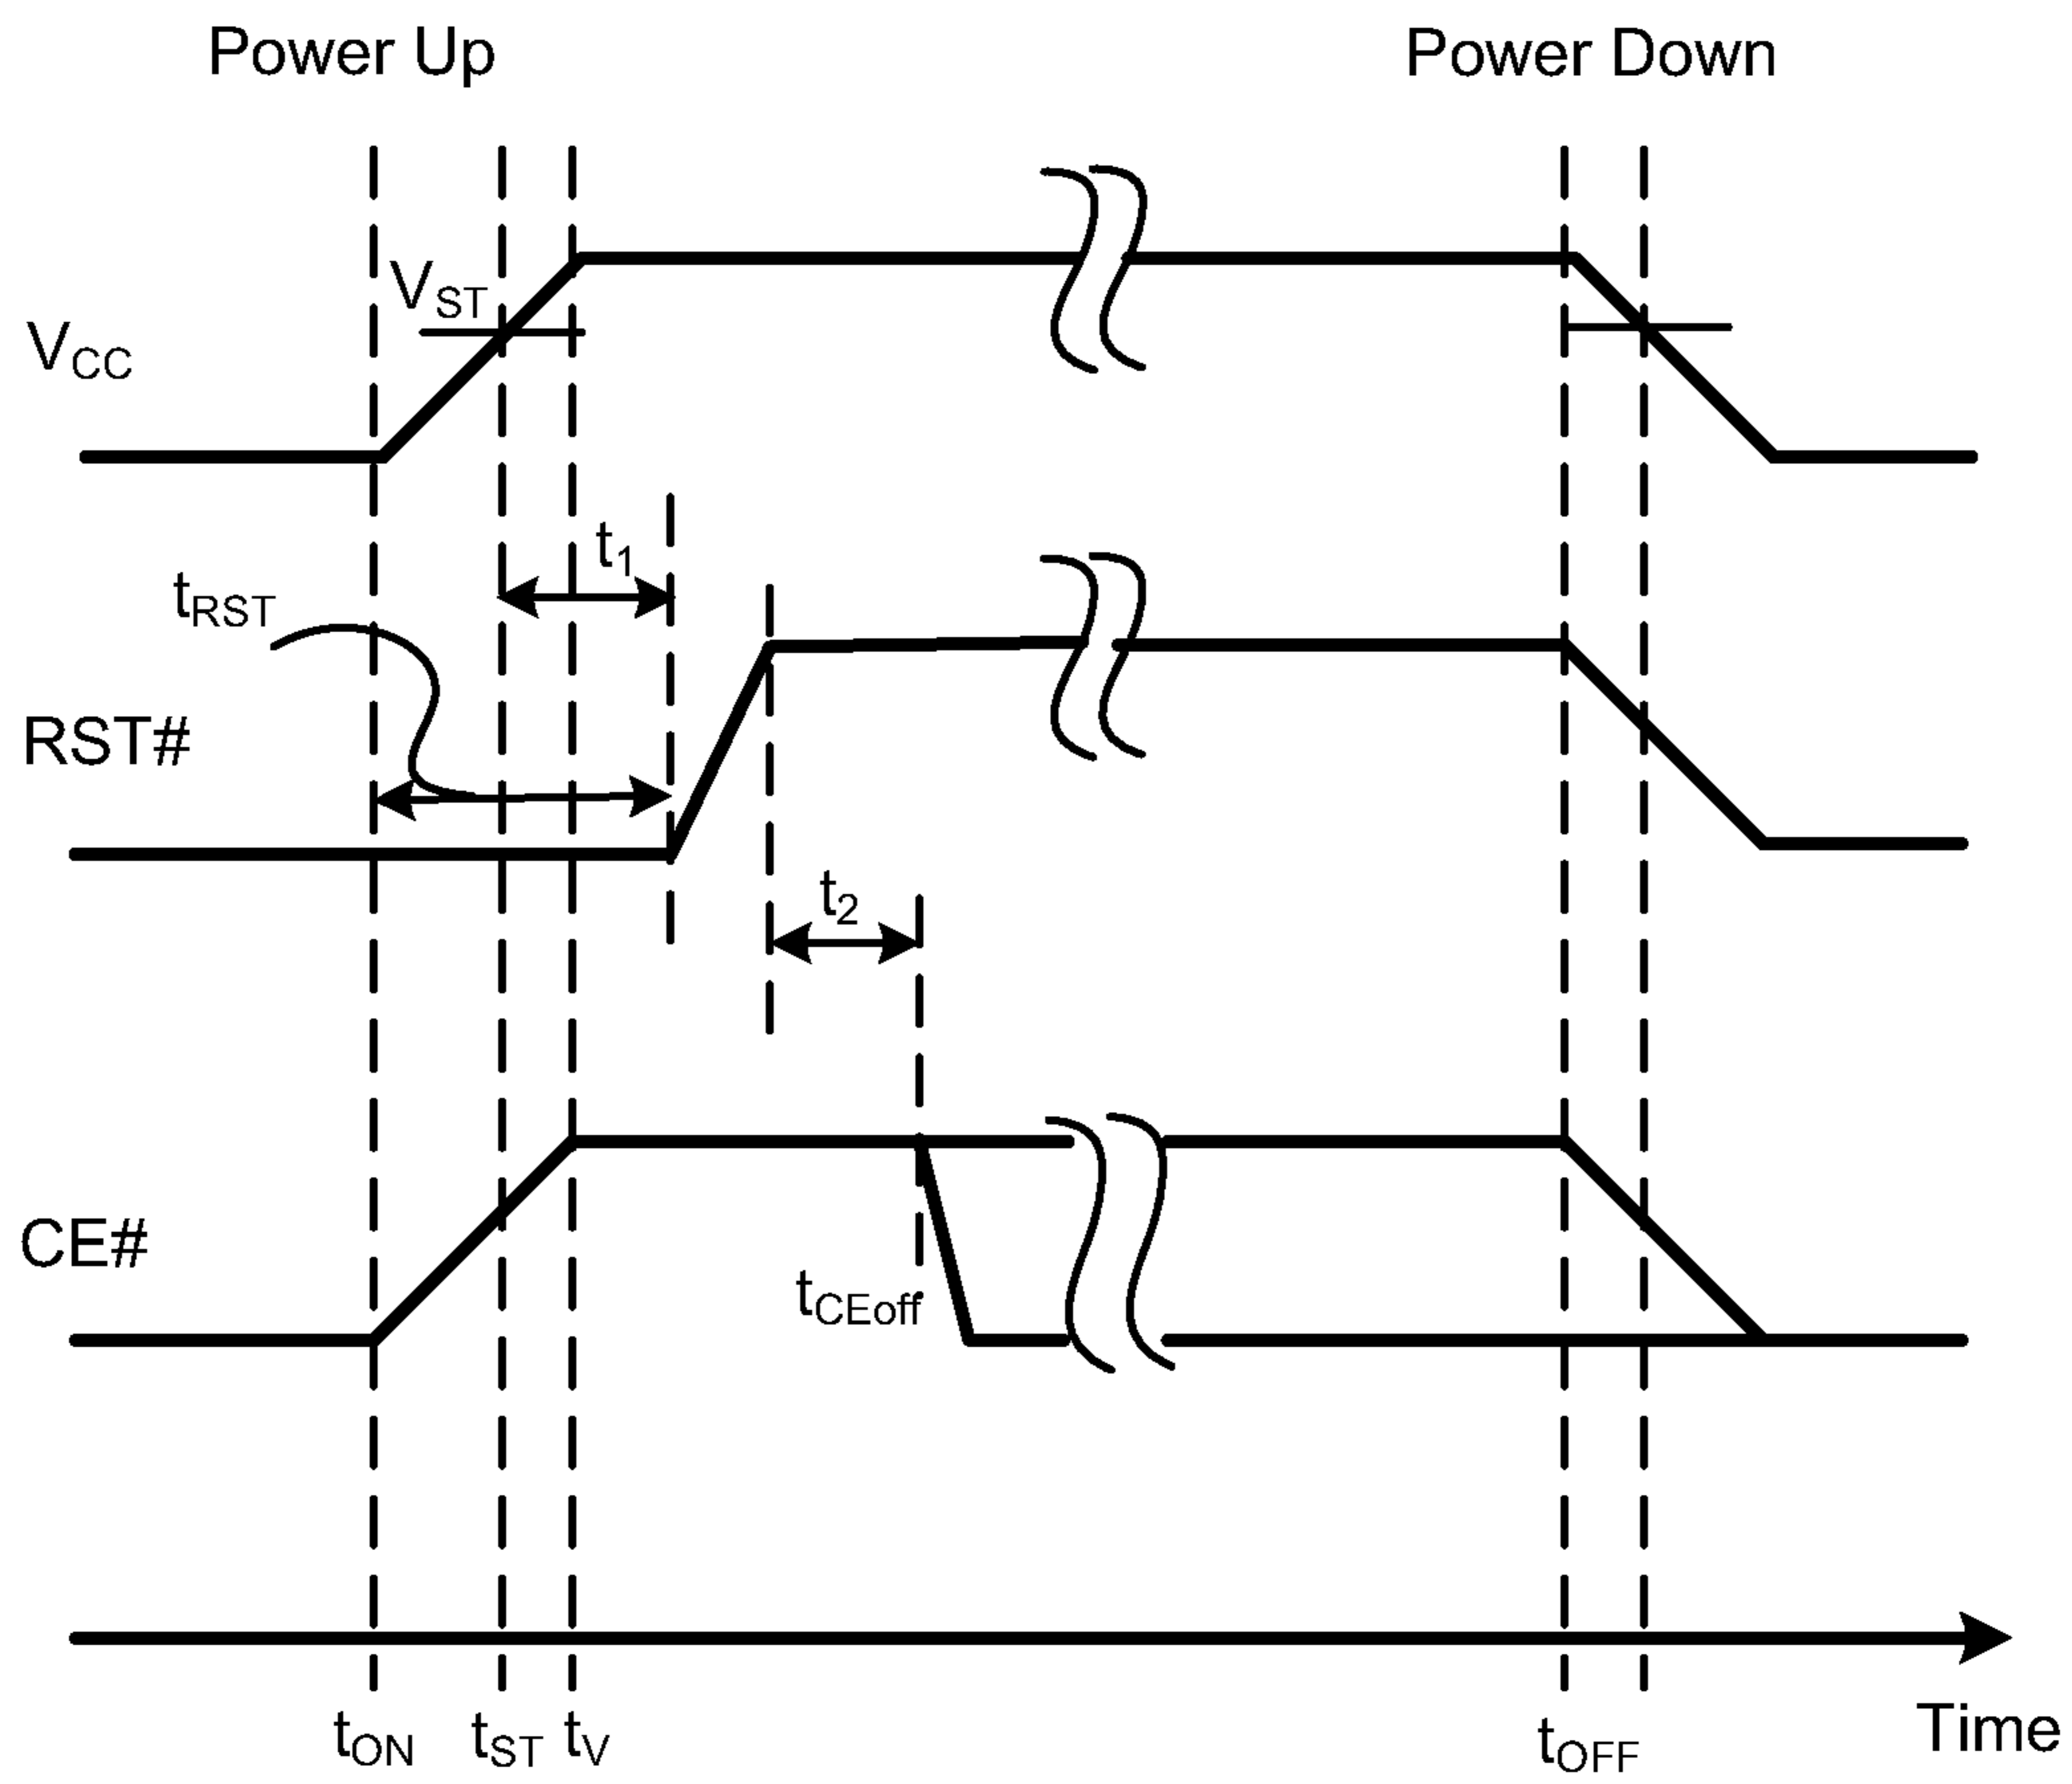 Power Up
Power Down
VST
VCC
t1
tRST
RST#
t2
CE#
tCEoff
tON
tST
tV
tOFF
Time